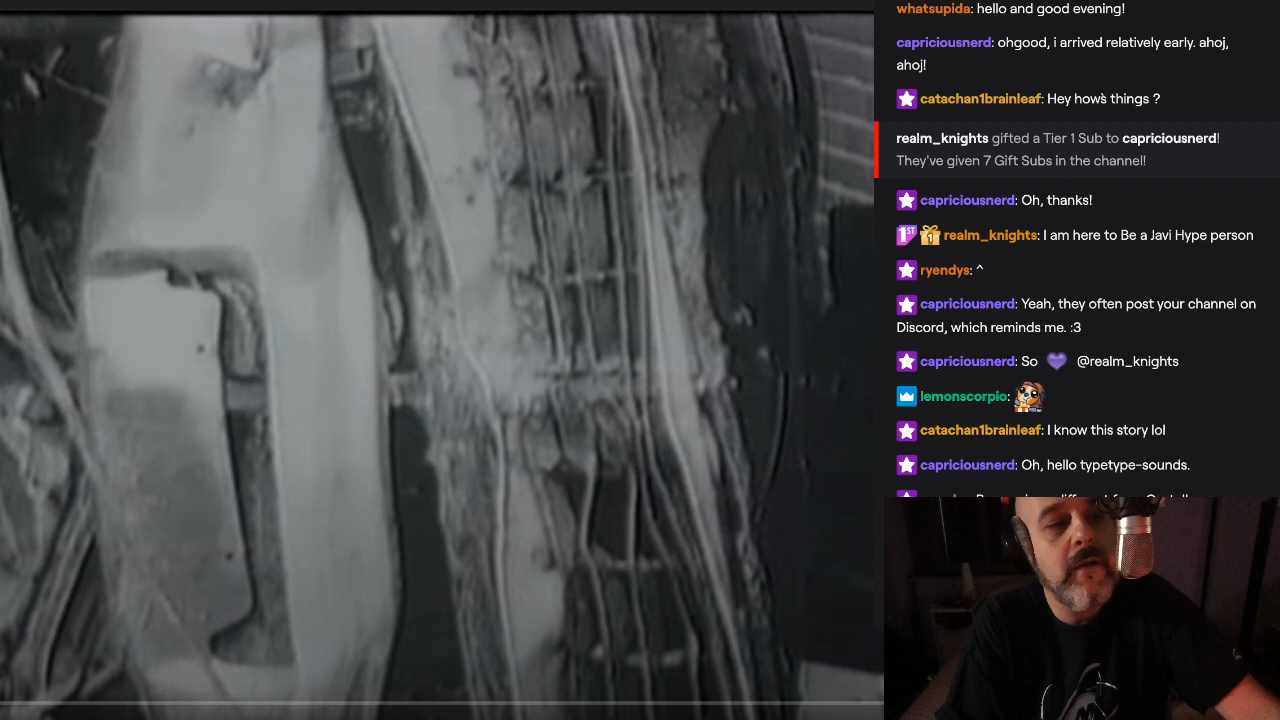 whatsupida: hello and good evening!
capriciousnerd: ohgood, i arrived relatively early. ahoj,
ahoj!
catachan1brainleaf: Hey how's things ?
realm_knights gifted a Tier 1 Sub to capriciousnerd!
They've given 7 Gift Subs in the channel!
capriciousnerd: Oh, thanks!
1ST 1 realm_knights: I am here to Be a Javi Hype person
ryendys: ^
capriciousnerd: Yeah, they often post your channel on
Discord, which reminds me. :3
capriciousnerd: So @realm_knights
lemonscorpio:
catachan1brainleaf: I know this story lol
capriciousnerd: Oh, hello typetype-sounds.